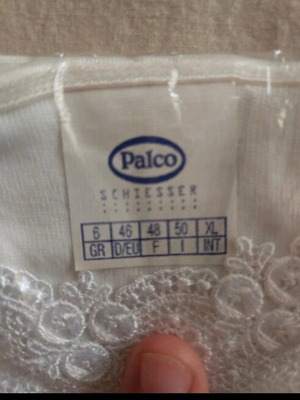 Palco
SCHIESSER
6 46 48 50 XL
GR D/EU F I INT